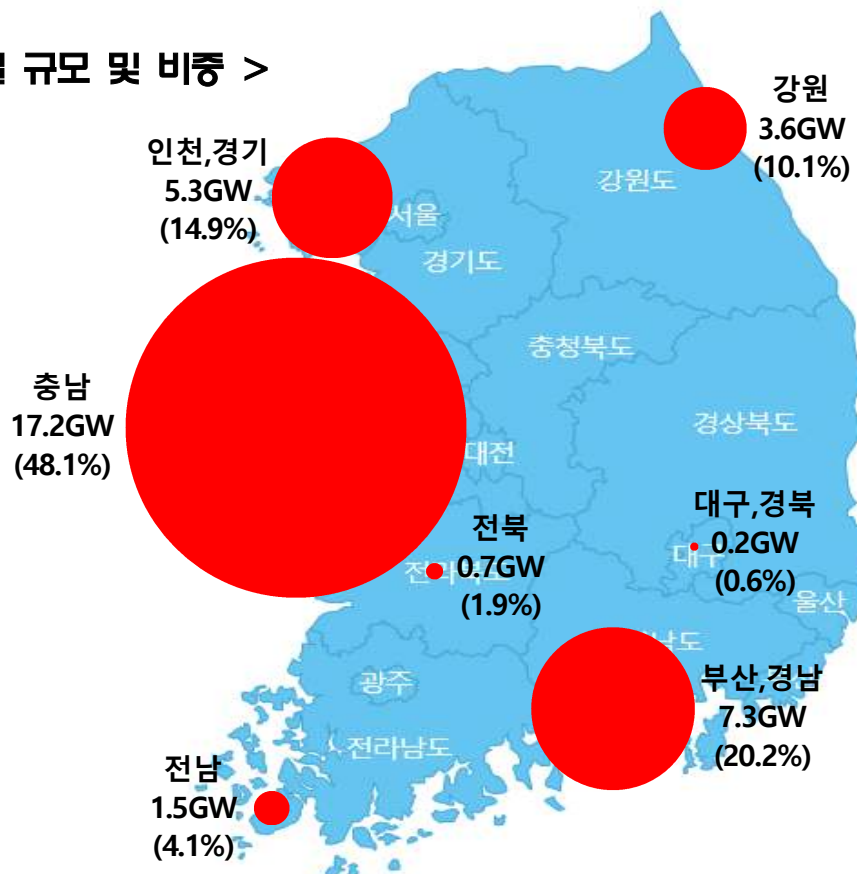 규모 및 비중 >
강원
3.6GW
(10.1%)
인천,경기
5.3GW
(14.9%)
강원도
서울
경기도
충청북도
충남
17.2GW
(48.1%)
경상북도
대전
대구,경북
0.2GW
(0.6%)
대구
전북
0.7GW
(1.9%)
울산
남도
부산,경남
7.3GW
(20.2%)
광주
전라남도
전남
1.5GW
(4.1%)